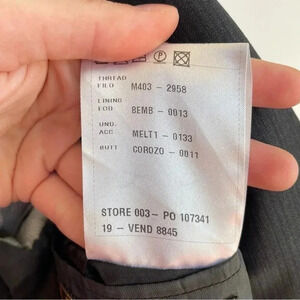 THREAD
FILO M403 - 2958
LINING
FOD BEMB - 0013
UND.
ACC MELT1 - 0133
BUTT COROZO - 0011
STORE 003- PO 107341
19 - VEND 8845